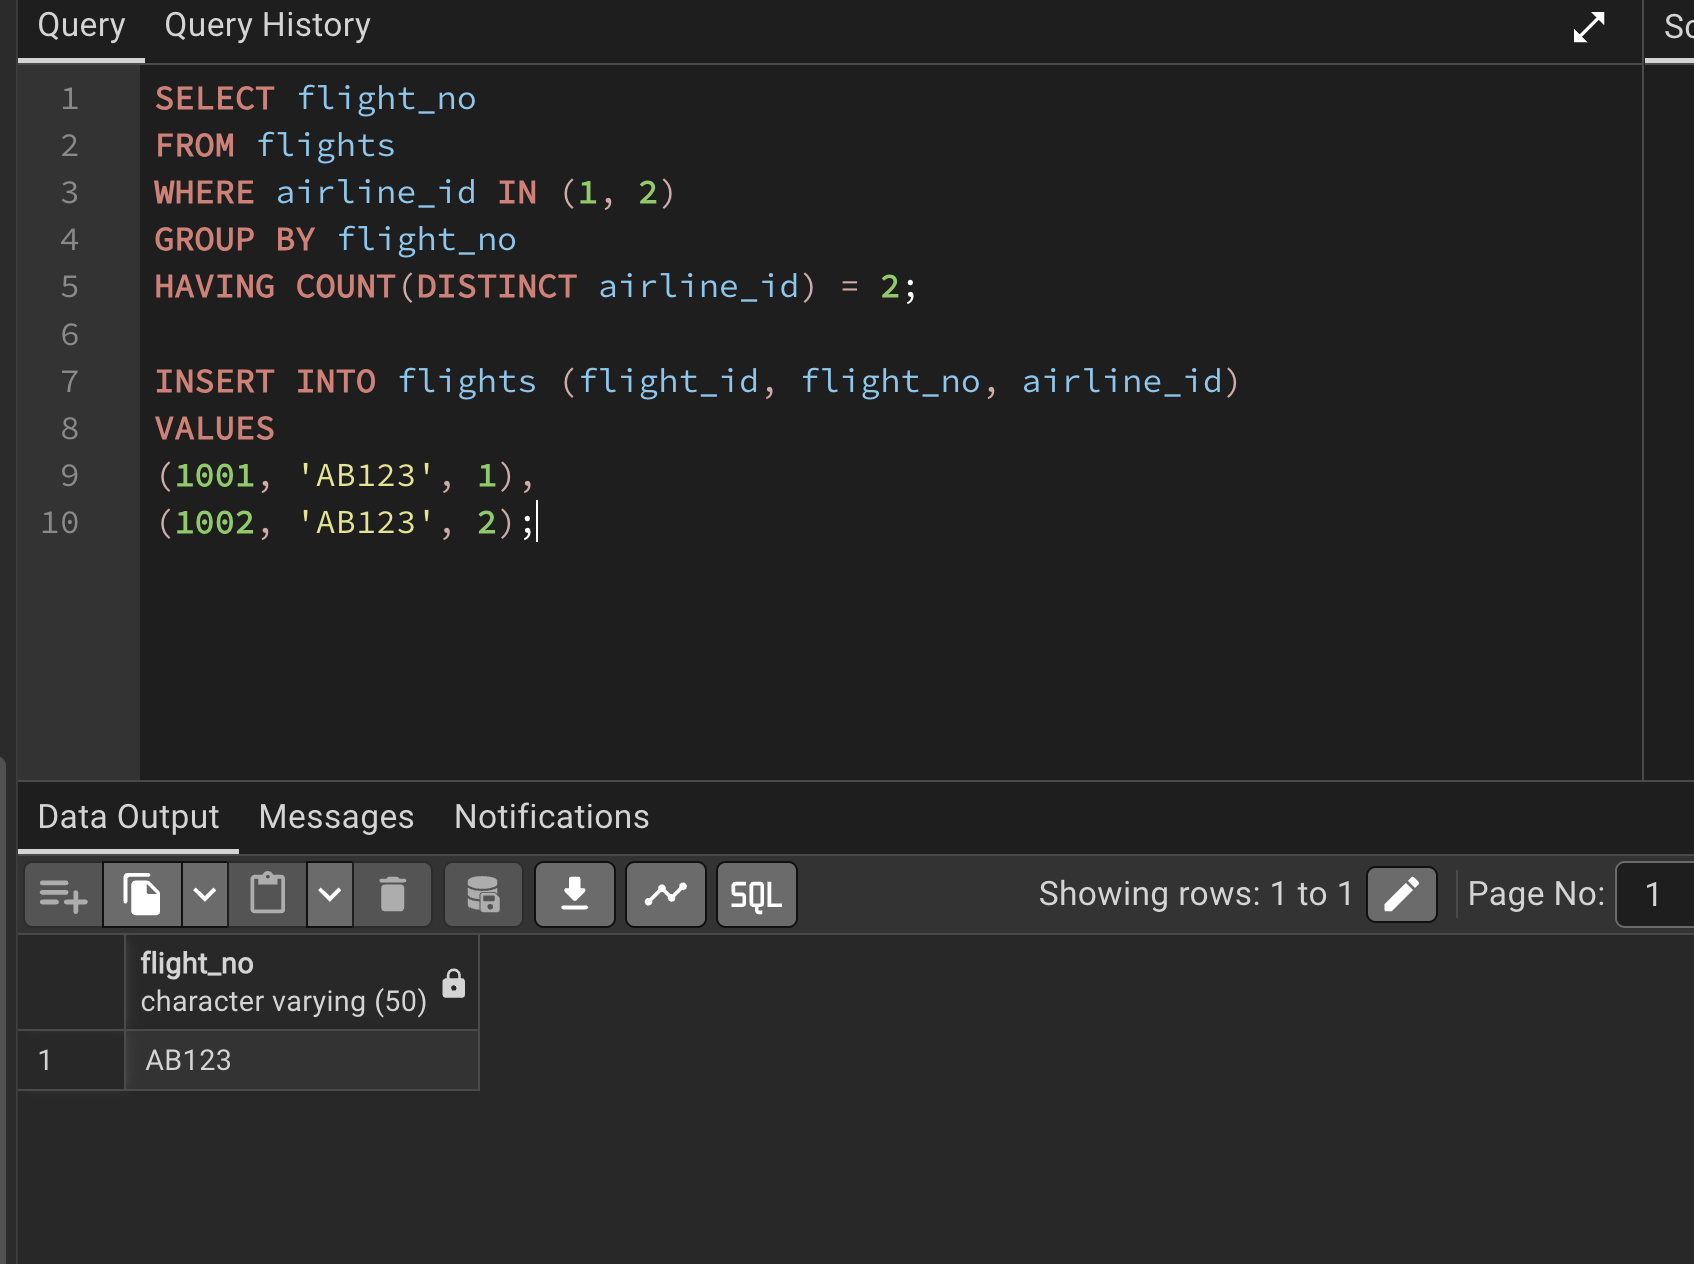 Query Query History
Sc
1 SELECT flight_no
2 FROM flights
3 WHERE airline_id IN (1, 2)
4 GROUP BY flight_no
5 HAVING COUNT(DISTINCT airline_id) = 2;
6
7 INSERT INTO flights (flight_id, flight_no, airline_id)
8 VALUES
9 (1001, 'AB123', 1),
10 (1002, 'AB123', 2);
Data Output Messages Notifications
SQL Showing rows: 1 to 1 Page No: 1
flight_no
character varying (50)
1 AB123